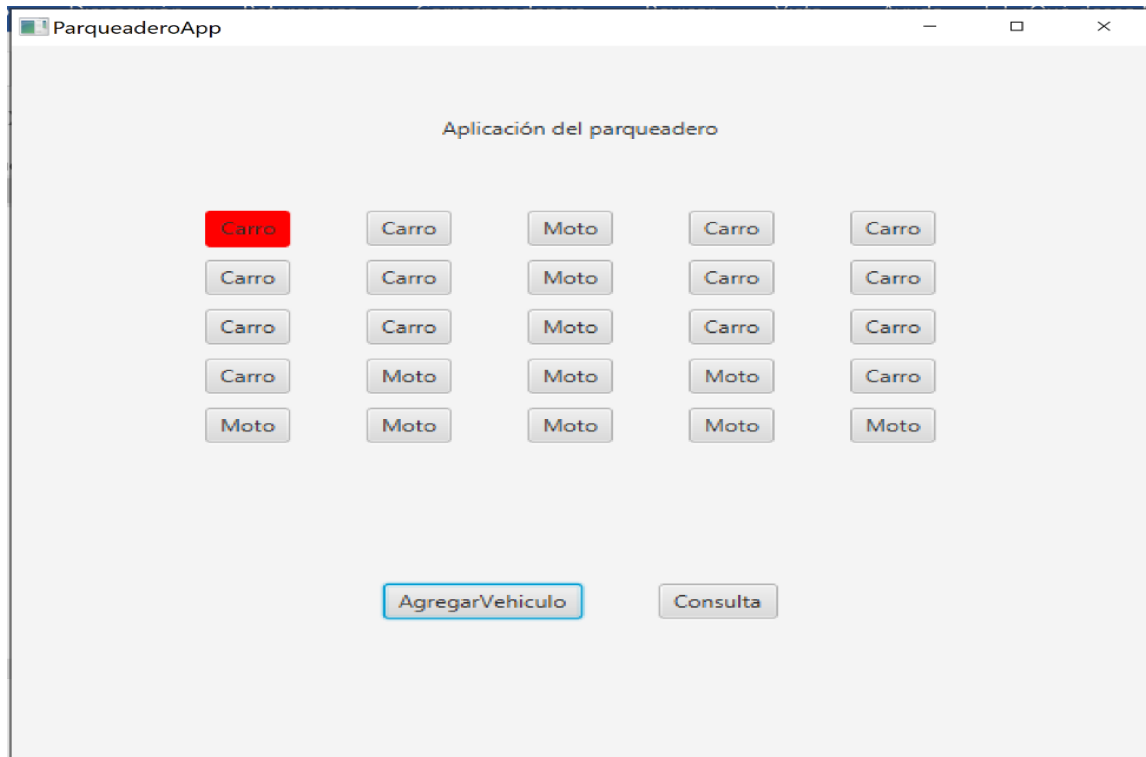 ParqueaderoApp
Aplicación del parqueadero
Carro Carro Moto Carro Carro
Carro Carro Moto Carro Carro
Carro Carro Moto Carro Carro
Carro Moto Moto Moto Carro
Moto Moto Moto Moto Moto
AgregarVehiculo Consulta